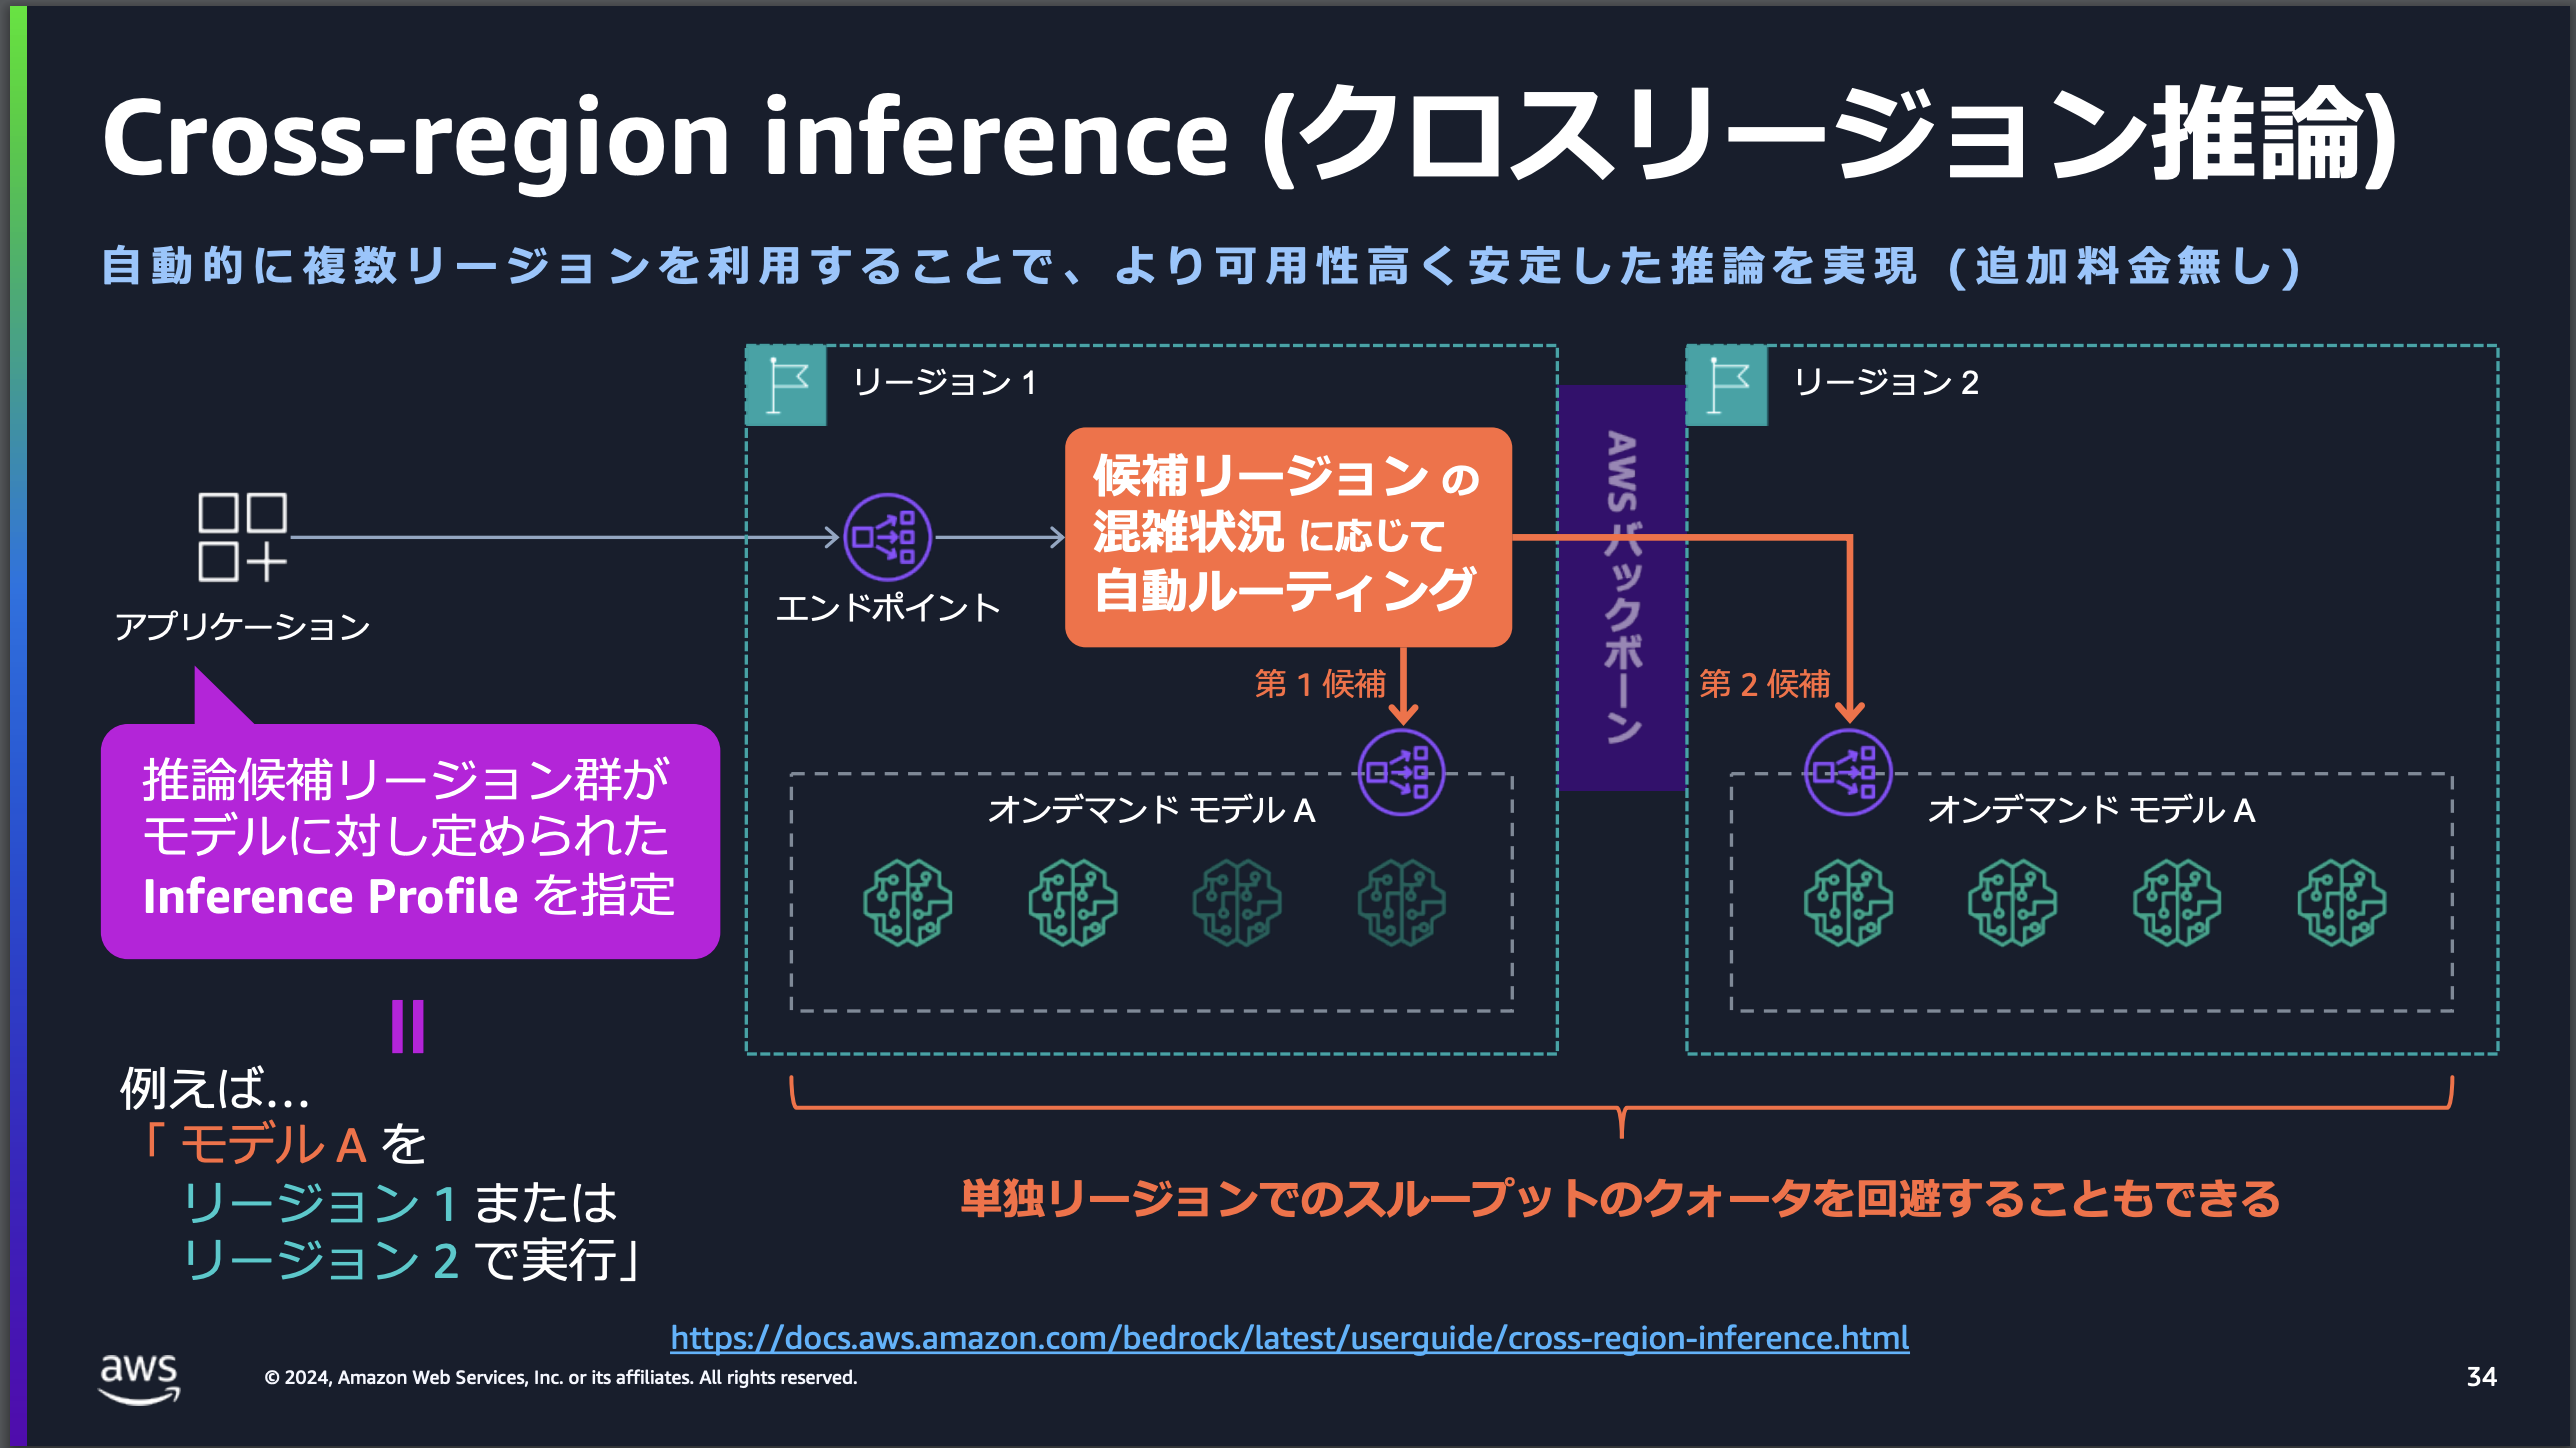 Cross-region inference (クロスリージョン推論)
自動的に複数リージョンを利用することで、より可用性高く安定した推論を実現 (追加料金無し)
リージョン 1
リージョン 2
アプリケーション
エンドポイント
候補リージョン の
混雑状況 に応じて
自動ルーティング
AWS バックボーン
第 1 候補
第 2 候補
推論候補リージョン群が
モデルに対し定められた
Inference Profile を指定
オンデマンド モデル A
オンデマンド モデル A
例えば...
「 モデル A を
リージョン 1 または
リージョン 2 で実行」
単独リージョンでのスループットのクォータを回避することもできる
https://docs.aws.amazon.com/bedrock/latest/userguide/cross-region-inference.html
aws
© 2024, Amazon Web Services, Inc. or its affiliates. All rights reserved.
34